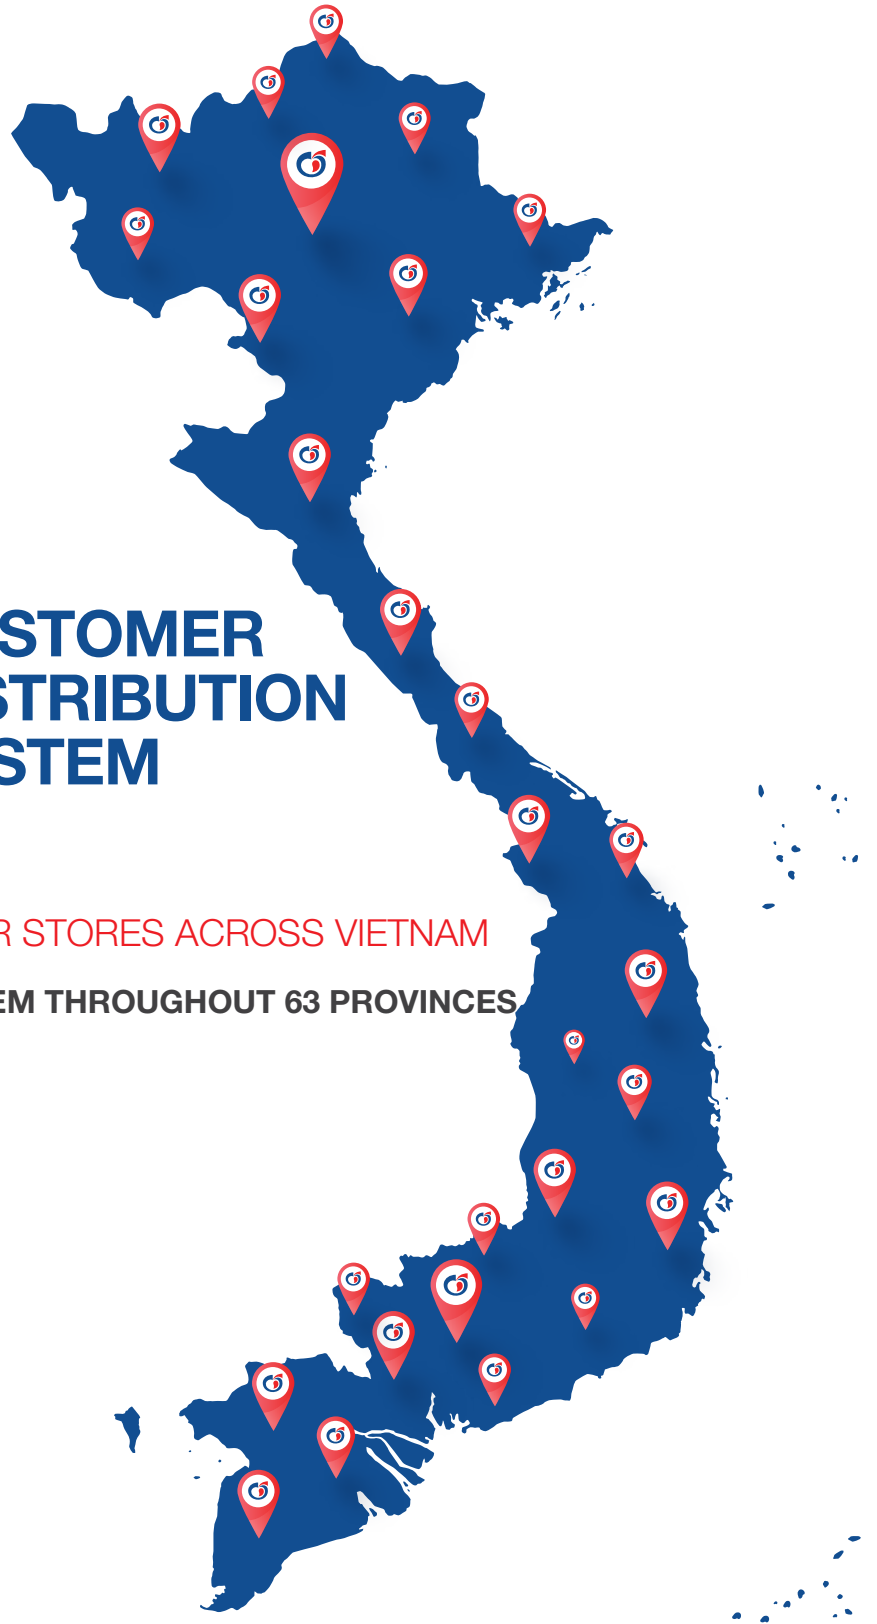 STOMER
STRIBUTION
STEM
R STORES ACROSS VIETNAM
EM THROUGHOUT 63 PROVINCES